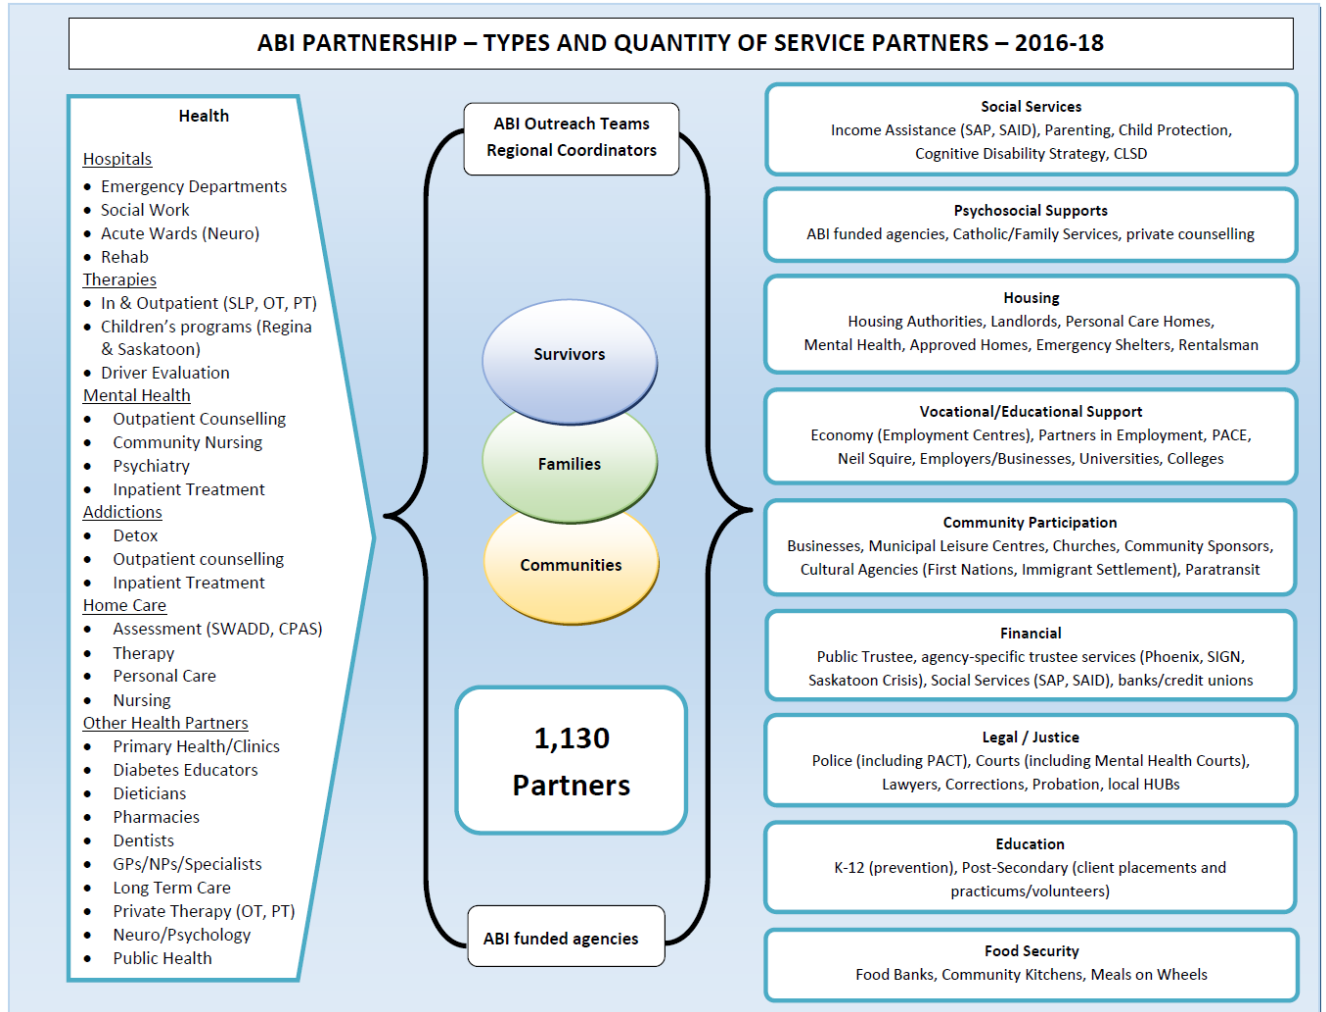 ABI PARTNERSHIP – TYPES AND QUANTITY OF SERVICE PARTNERS – 2016-18
Health
Hospitals
• Emergency Departments
• Social Work
• Acute Wards (Neuro)
• Rehab
Therapies
• In & Outpatient (SLP, OT, PT)
• Children’s programs (Regina
& Saskatoon)
• Driver Evaluation
Mental Health
• Outpatient Counselling
• Community Nursing
• Psychiatry
• Inpatient Treatment
Addictions
• Detox
• Outpatient counselling
• Inpatient Treatment
Home Care
• Assessment (SWADD, CPAS)
• Therapy
• Personal Care
• Nursing
Other Health Partners
• Primary Health/Clinics
• Diabetes Educators
• Dieticians
• Pharmacies
• Dentists
• GPs/NPs/Specialists
• Long Term Care
• Private Therapy (OT, PT)
• Neuro/Psychology
• Public Health
ABI Outreach Teams
Regional Coordinators
Survivors
Families
Communities
1,130
Partners
ABI funded agencies
Social Services
Income Assistance (SAP, SAID), Parenting, Child Protection,
Cognitive Disability Strategy, CLSD
Psychosocial Supports
ABI funded agencies, Catholic/Family Services, private counselling
Housing
Housing Authorities, Landlords, Personal Care Homes,
Mental Health, Approved Homes, Emergency Shelters, Rentalsman
Vocational/Educational Support
Economy (Employment Centres), Partners in Employment, PACE,
Neil Squire, Employers/Businesses, Universities, Colleges
Community Participation
Businesses, Municipal Leisure Centres, Churches, Community Sponsors,
Cultural Agencies (First Nations, Immigrant Settlement), Paratransit
Financial
Public Trustee, agency-specific trustee services (Phoenix, SIGN,
Saskatoon Crisis), Social Services (SAP, SAID), banks/credit unions
Legal / Justice
Police (including PACT), Courts (including Mental Health Courts),
Lawyers, Corrections, Probation, local HUBs
Education
K-12 (prevention), Post-Secondary (client placements and
practicums/volunteers)
Food Security
Food Banks, Community Kitchens, Meals on Wheels